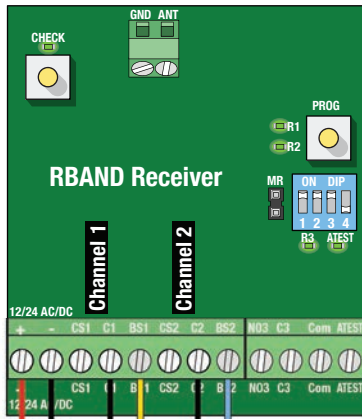 GND ANT
CHECK
PROG
R1
R2
RBAND Receiver
MR
ON DIP
1 2 3 4
R3 ATEST
Channel 1
Channel 2
12/24 AC/DC
+ - CS1 C1 BS1 CS2 C2 BS2 NO3 C3 Com ATEST
CS1 C1 CS2 C2 NO3 C3 Com ATEST
12/24 AC/DC